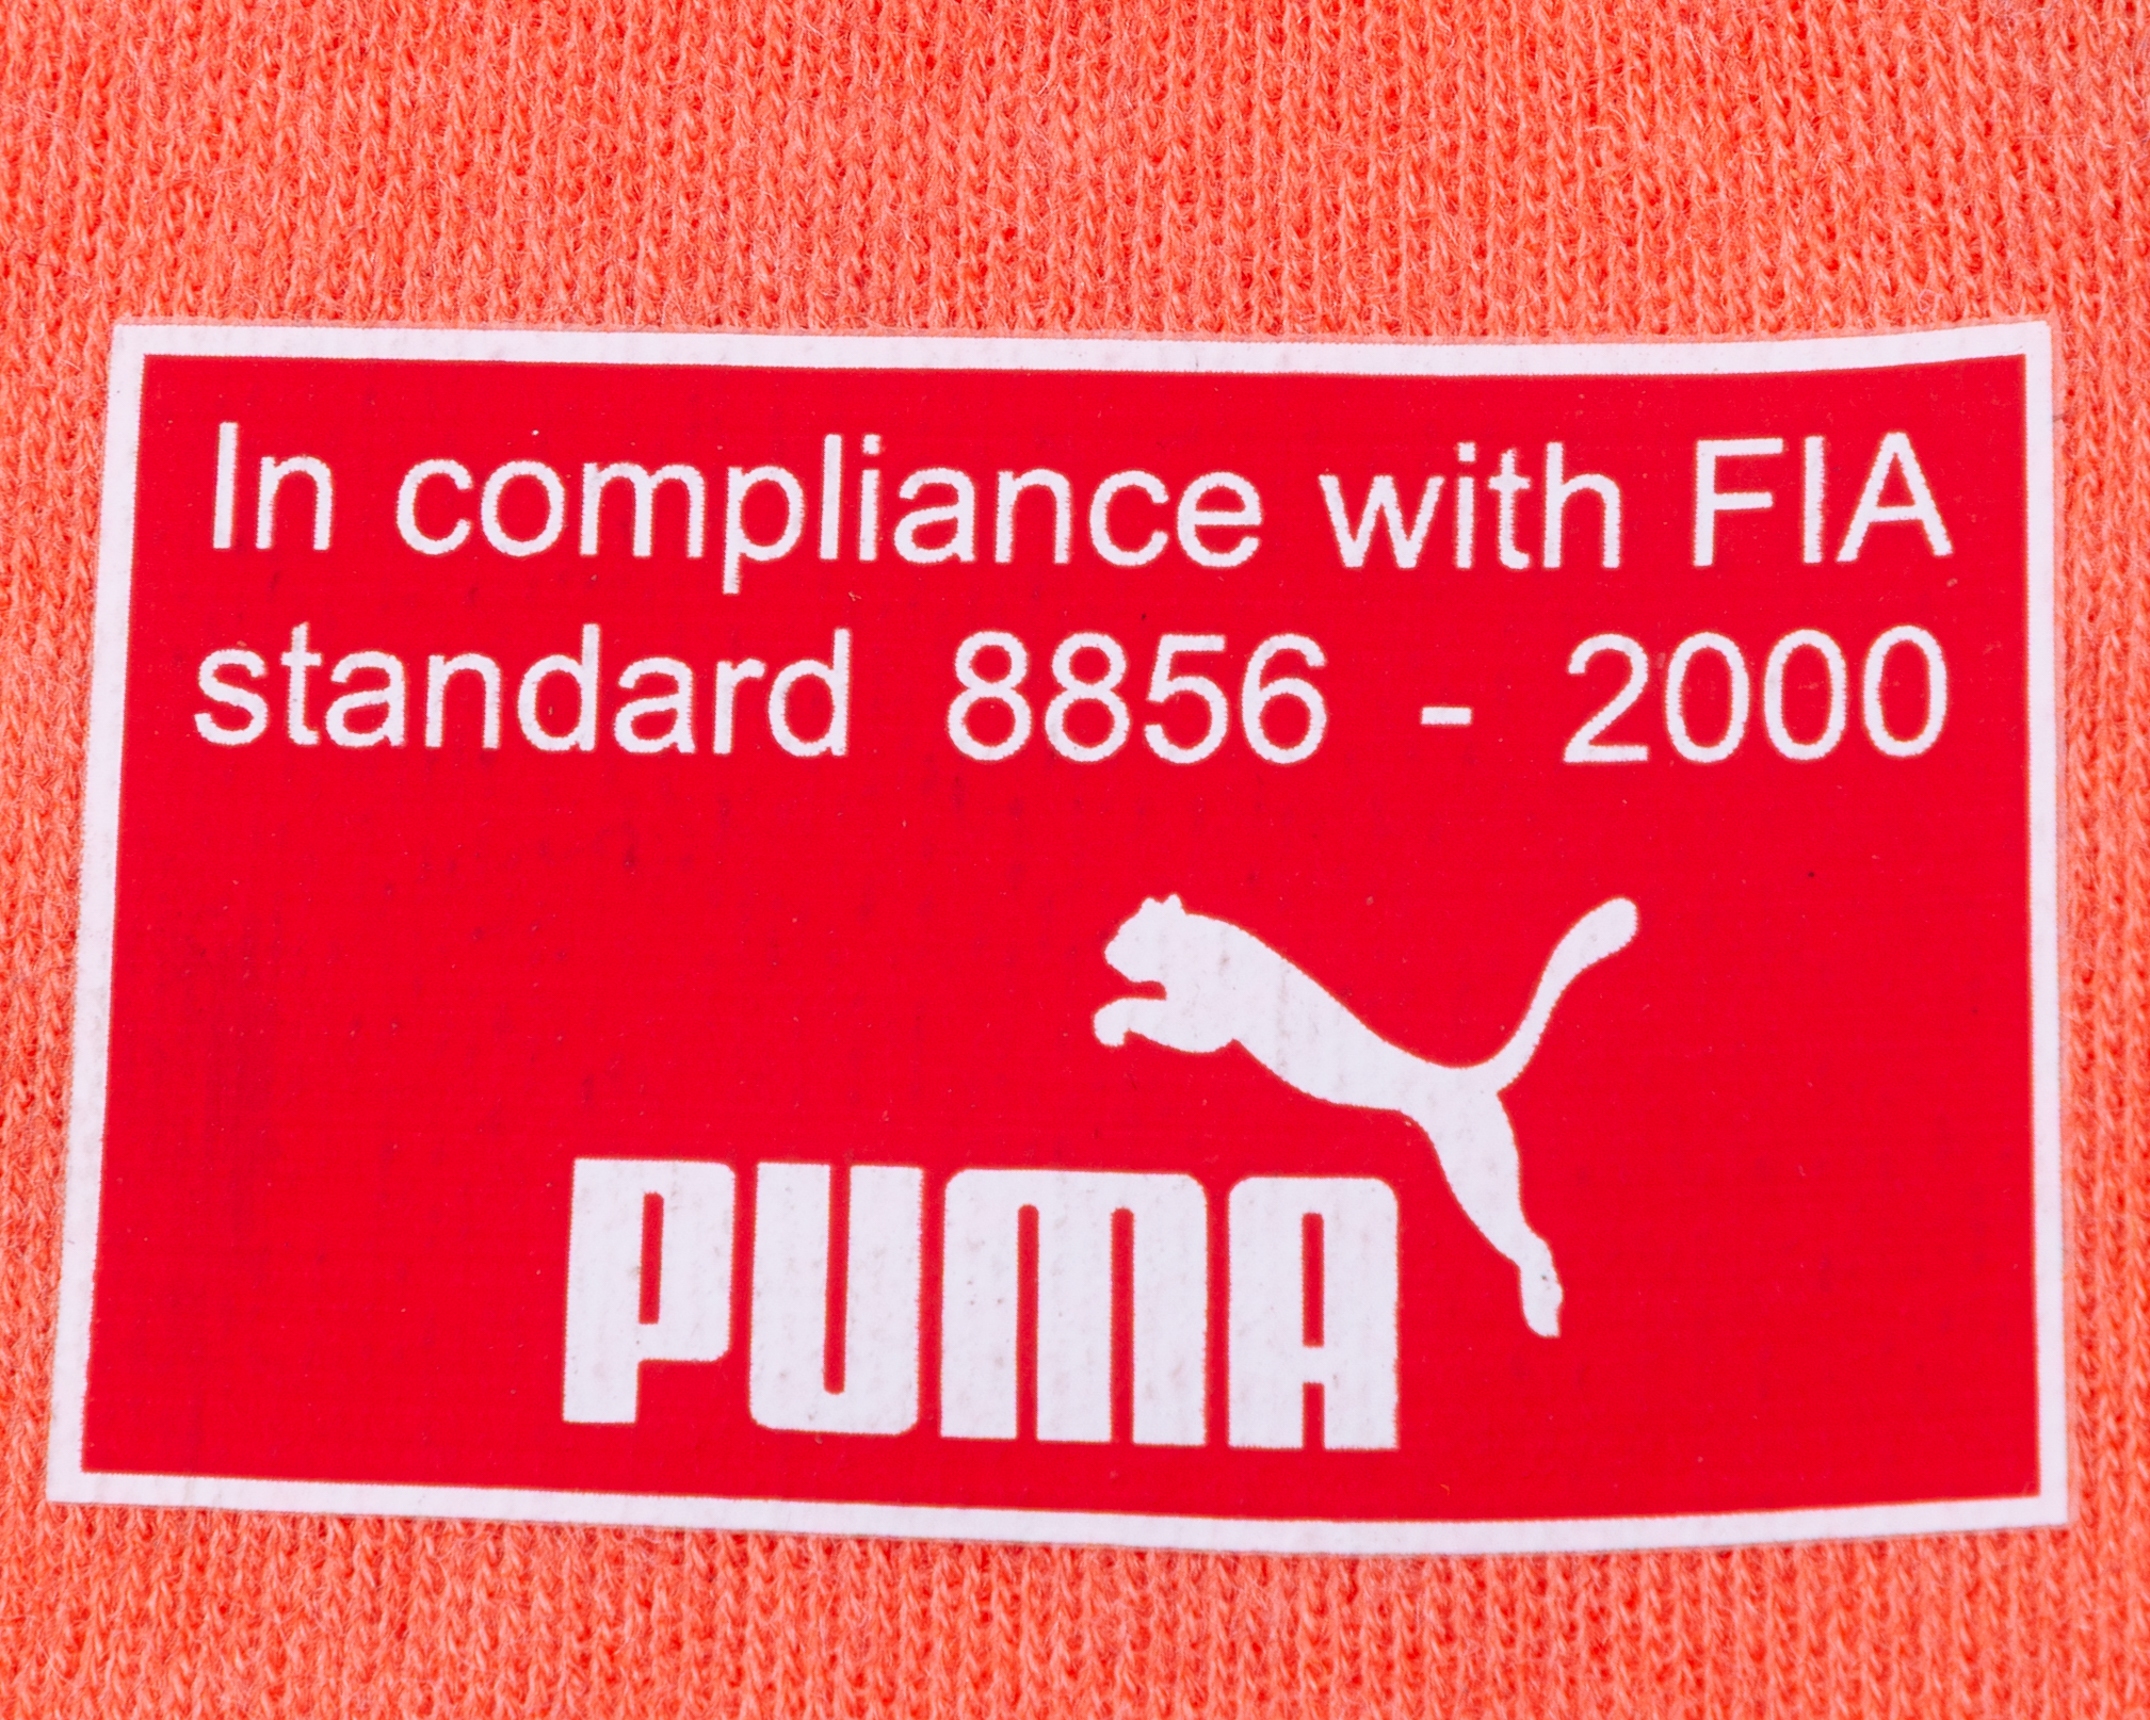 In compliance with FIA
standard 8856 - 2000
PUMA